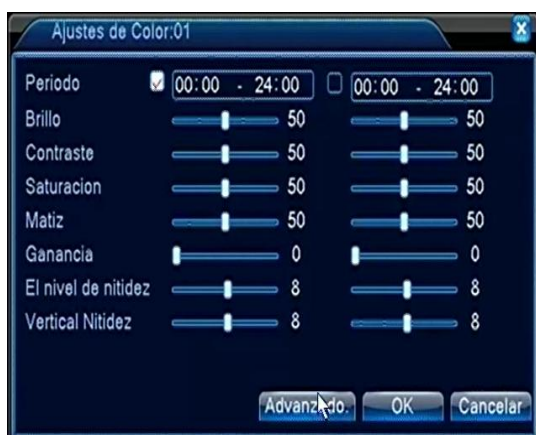 Ajustes de Color:01
Periodo 00:00 - 24:00 00:00 - 24:00
Brillo 50 50
Contraste 50 50
Saturacion 50 50
Matiz 50 50
Ganancia 0 0
El nivel de nitidez 8 8
Vertical Nitidez 8 8
Advanzado. OK Cancelar